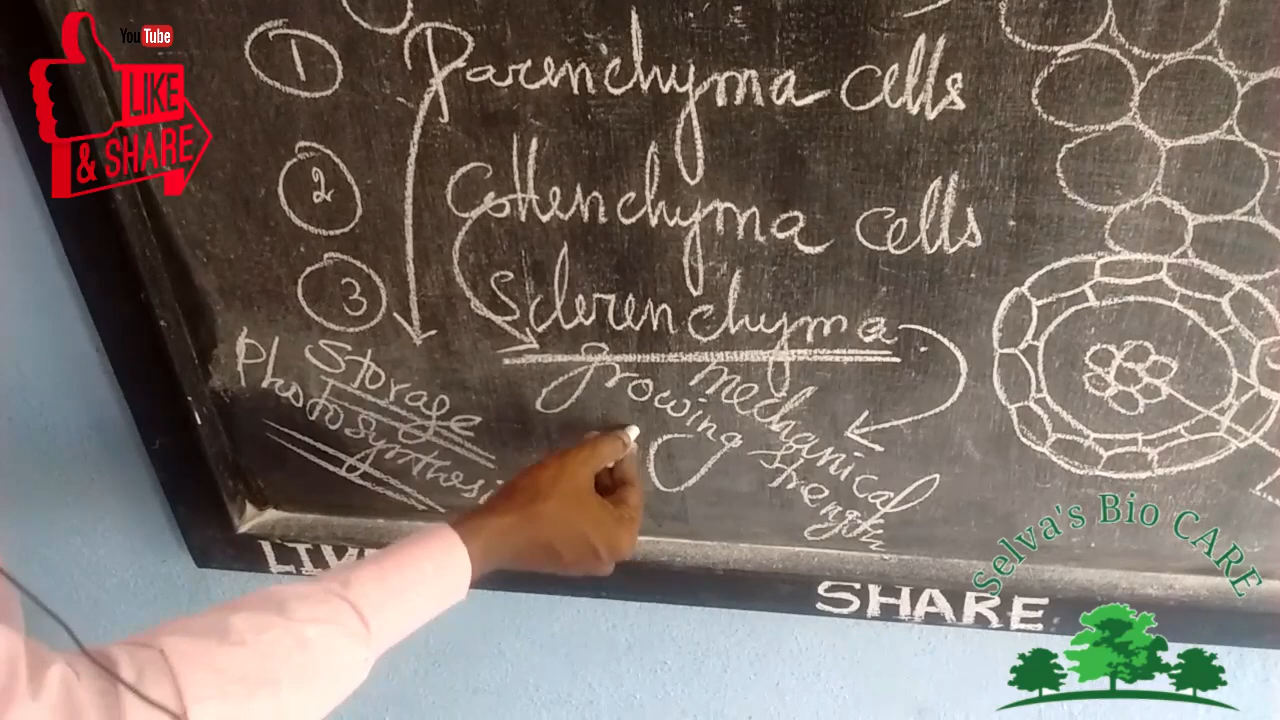 YouTube
LIKE
& SHARE
1 Parenchyma cells
2 Collenchyma cells
3 Sclerenchyma
Storage
Photosynthesi
growing
mechanical
strength
LIVE
SHARE
Selva's Bio CARE